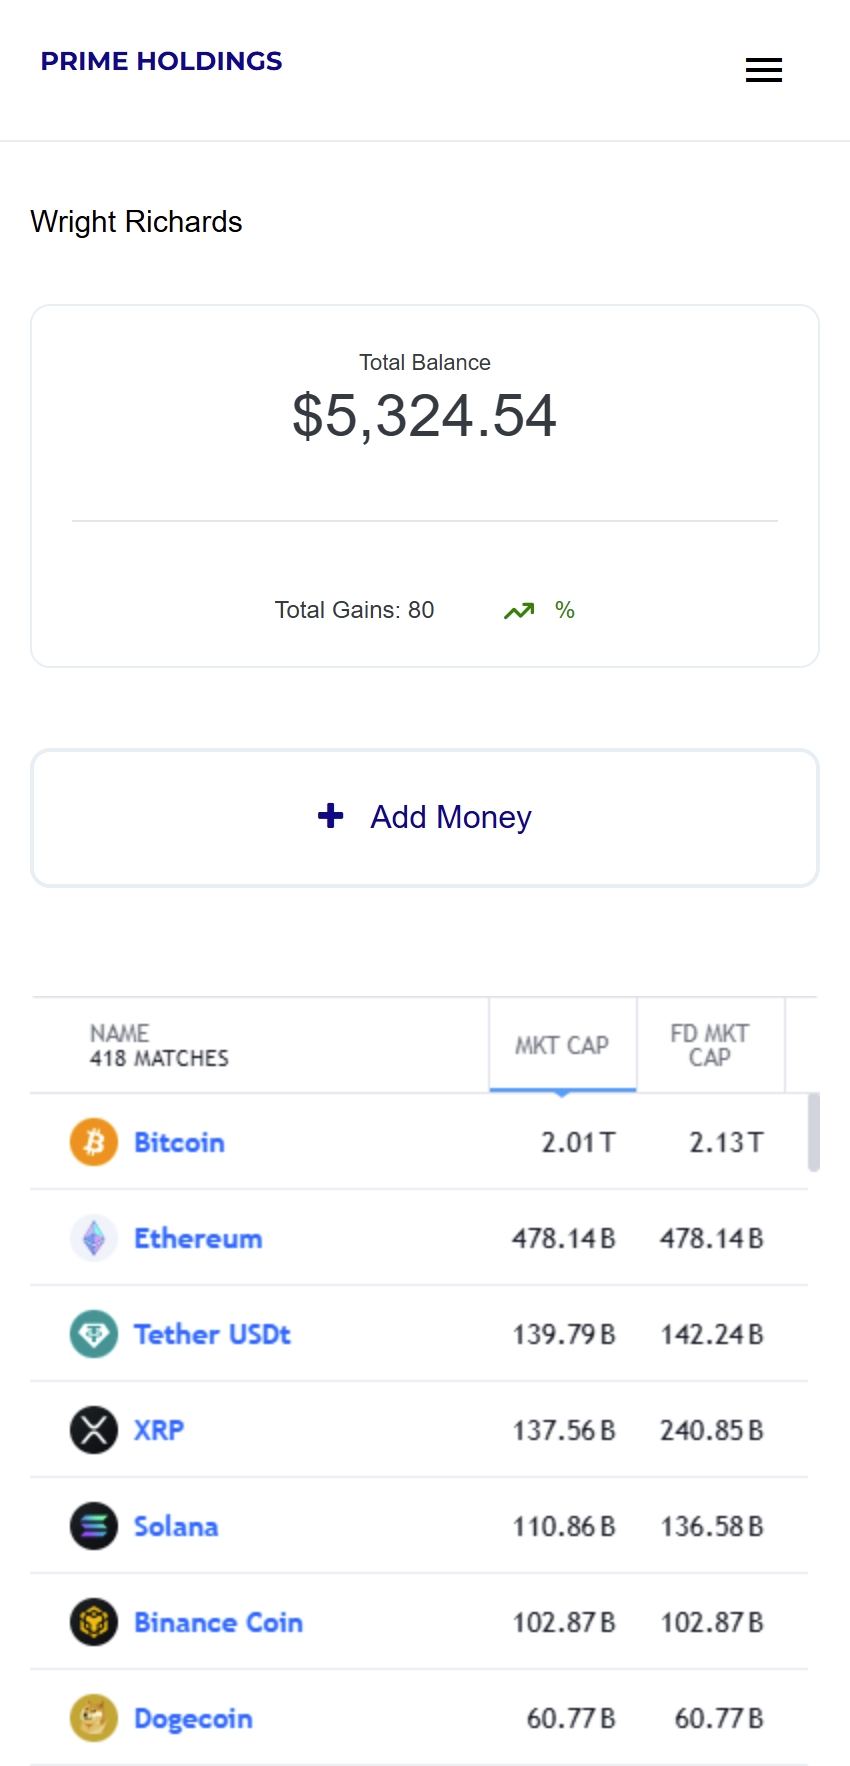 PRIME HOLDINGS
Wright Richards
Total Balance
$5,324.54
Total Gains: 80 %
Add Money
NAME
418 MATCHES
MKT CAP
FD MKT
CAP
Bitcoin 2.01 T 2.13 T
Ethereum 478.14 B 478.14 B
Tether USDt 139.79 B 142.24 B
XRP 137.56 B 240.85 B
Solana 110.86 B 136.58 B
Binance Coin 102.87 B 102.87 B
Dogecoin 60.77 B 60.77 B